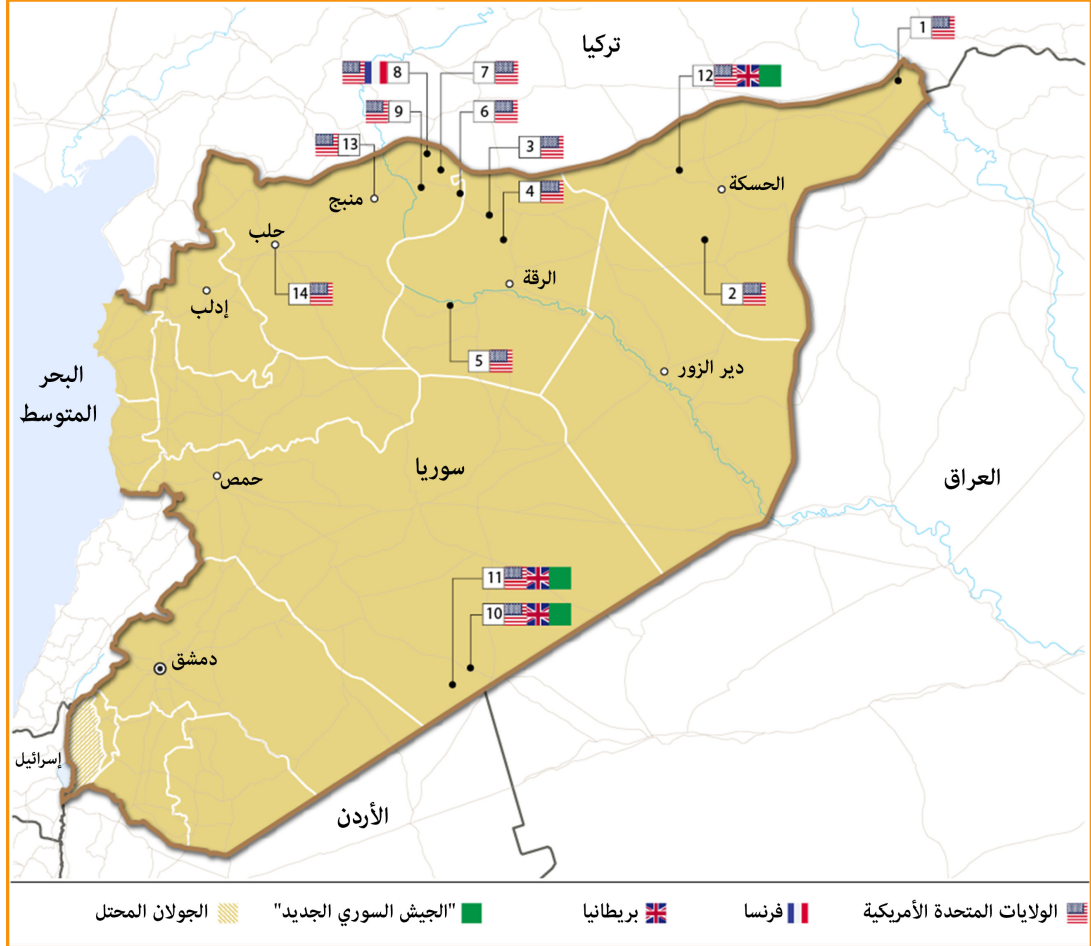 تركيا
1
8
7
12
9
6
13
3
4
منبج
الحسكة
حلب
14
إدلب
الرقة
2
5
دير الزور
البحر
المتوسط
سوريا
حمص
العراق
11
10
دمشق
إسرائيل
الأردن
الولايات المتحدة الأمريكية
فرنسا
بريطانيا
"الجيش السوري الجديد"
الجولان المحتل